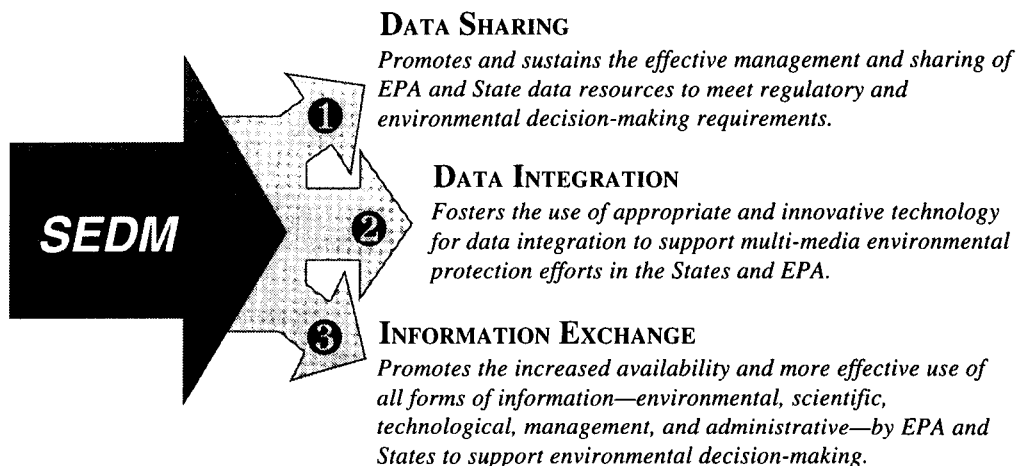 DATA SHARING
Promotes and sustains the effective management and sharing of
EPA and State data resources to meet regulatory and
environmental decision-making requirements.
1
DATA INTEGRATION
Fosters the use of appropriate and innovative technology
for data integration to support multi-media environmental
protection efforts in the States and EPA.
SEDM
2
INFORMATION EXCHANGE
Promotes the increased availability and more effective use of
all forms of information—environmental, scientific,
technological, management, and administrative—by EPA and
States to support environmental decision-making.
3